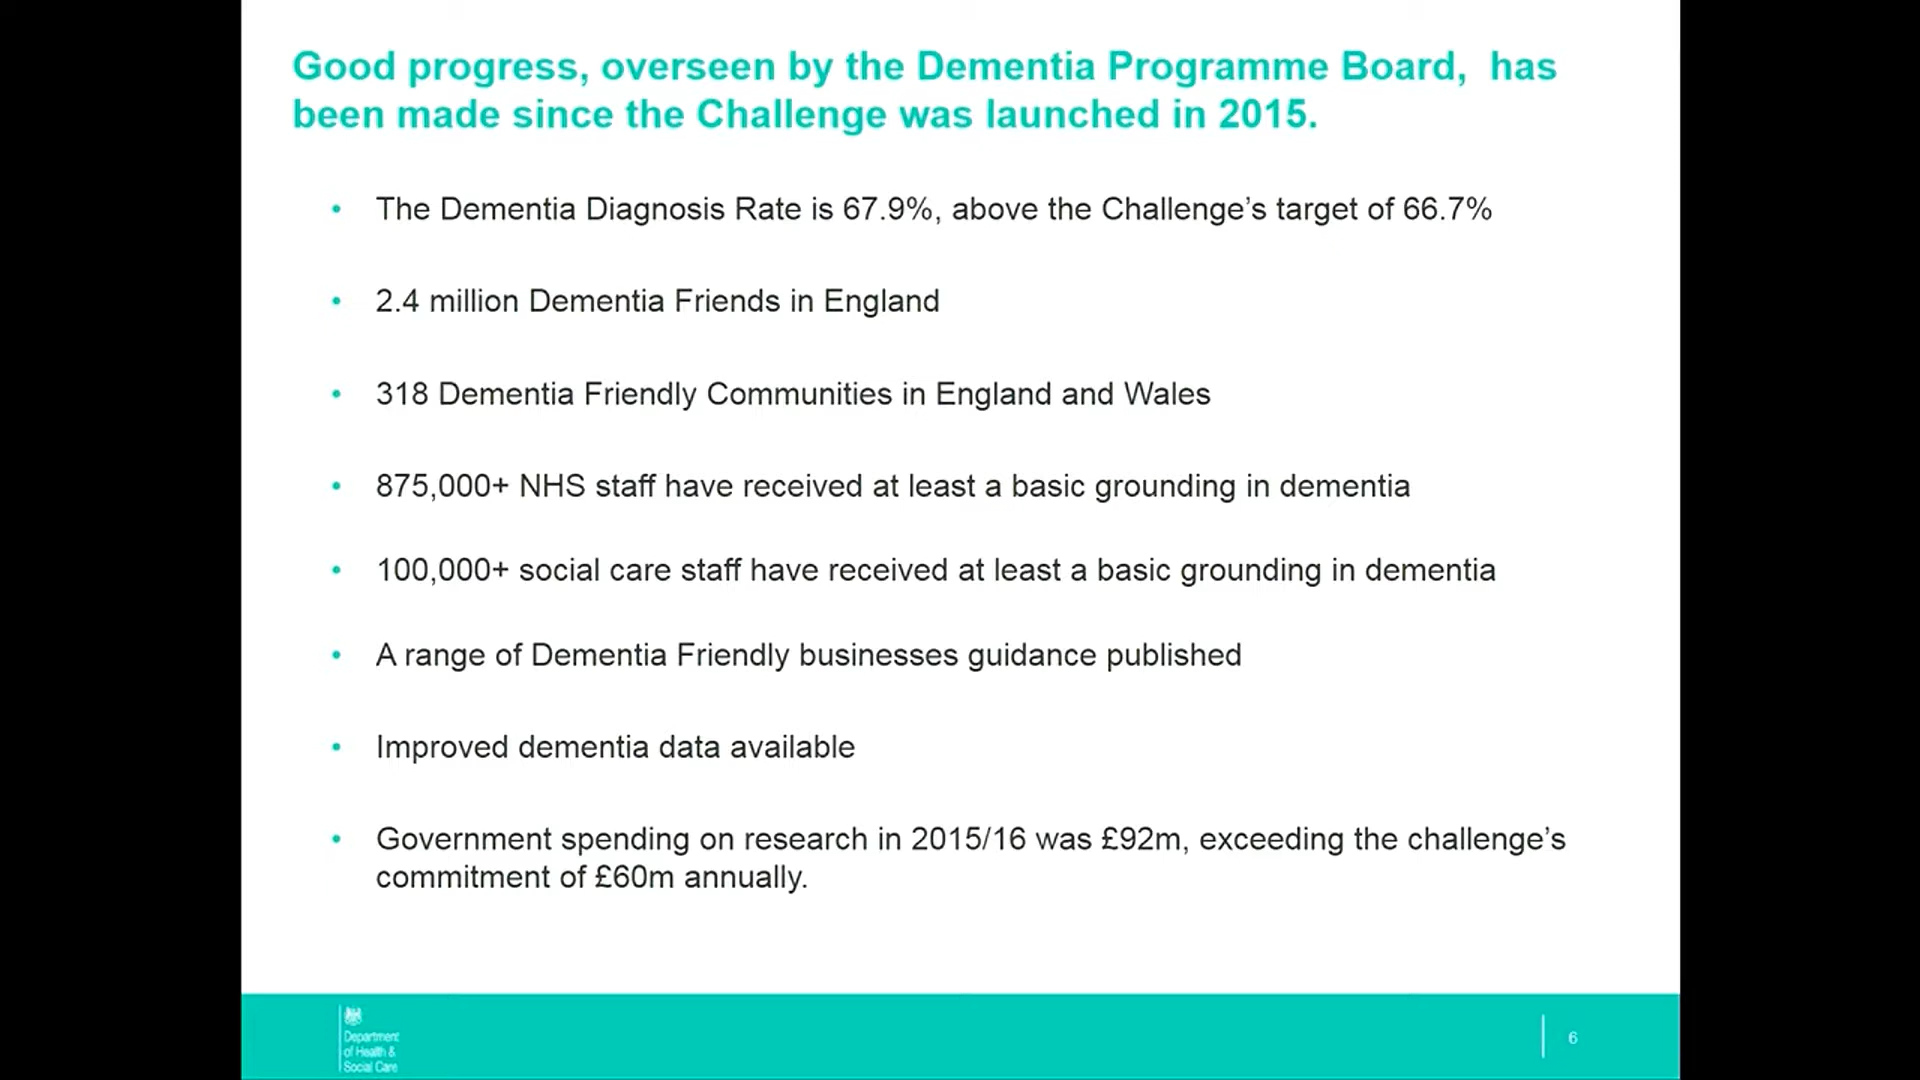 Good progress, overseen by the Dementia Programme Board,  has
been made since the Challenge was launched in 2015.
• The Dementia Diagnosis Rate is 67.9%, above the Challenge’s target of 66.7%
• 2.4 million Dementia Friends in England
• 318 Dementia Friendly Communities in England and Wales
• 875,000+ NHS staff have received at least a basic grounding in dementia
• 100,000+ social care staff have received at least a basic grounding in dementia
• A range of Dementia Friendly businesses guidance published
• Improved dementia data available
• Government spending on research in 2015/16 was £92m, exceeding the challenge’s
commitment of £60m annually.
Department
of Health &
Social Care
6